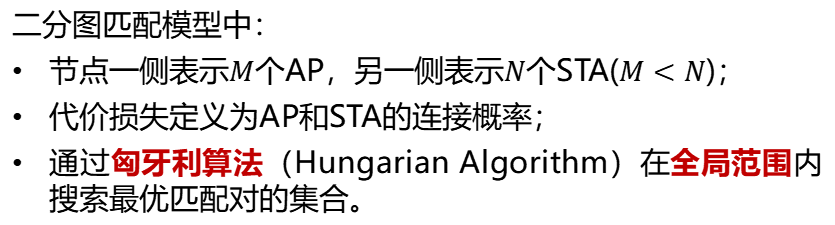 二分图匹配模型中：
• 节点一侧表示M个AP，另一侧表示N个STA(M < N)；
• 代价损失定义为AP和STA的连接概率；
• 通过匈牙利算法（Hungarian Algorithm）在全局范围内
搜索最优匹配对的集合。